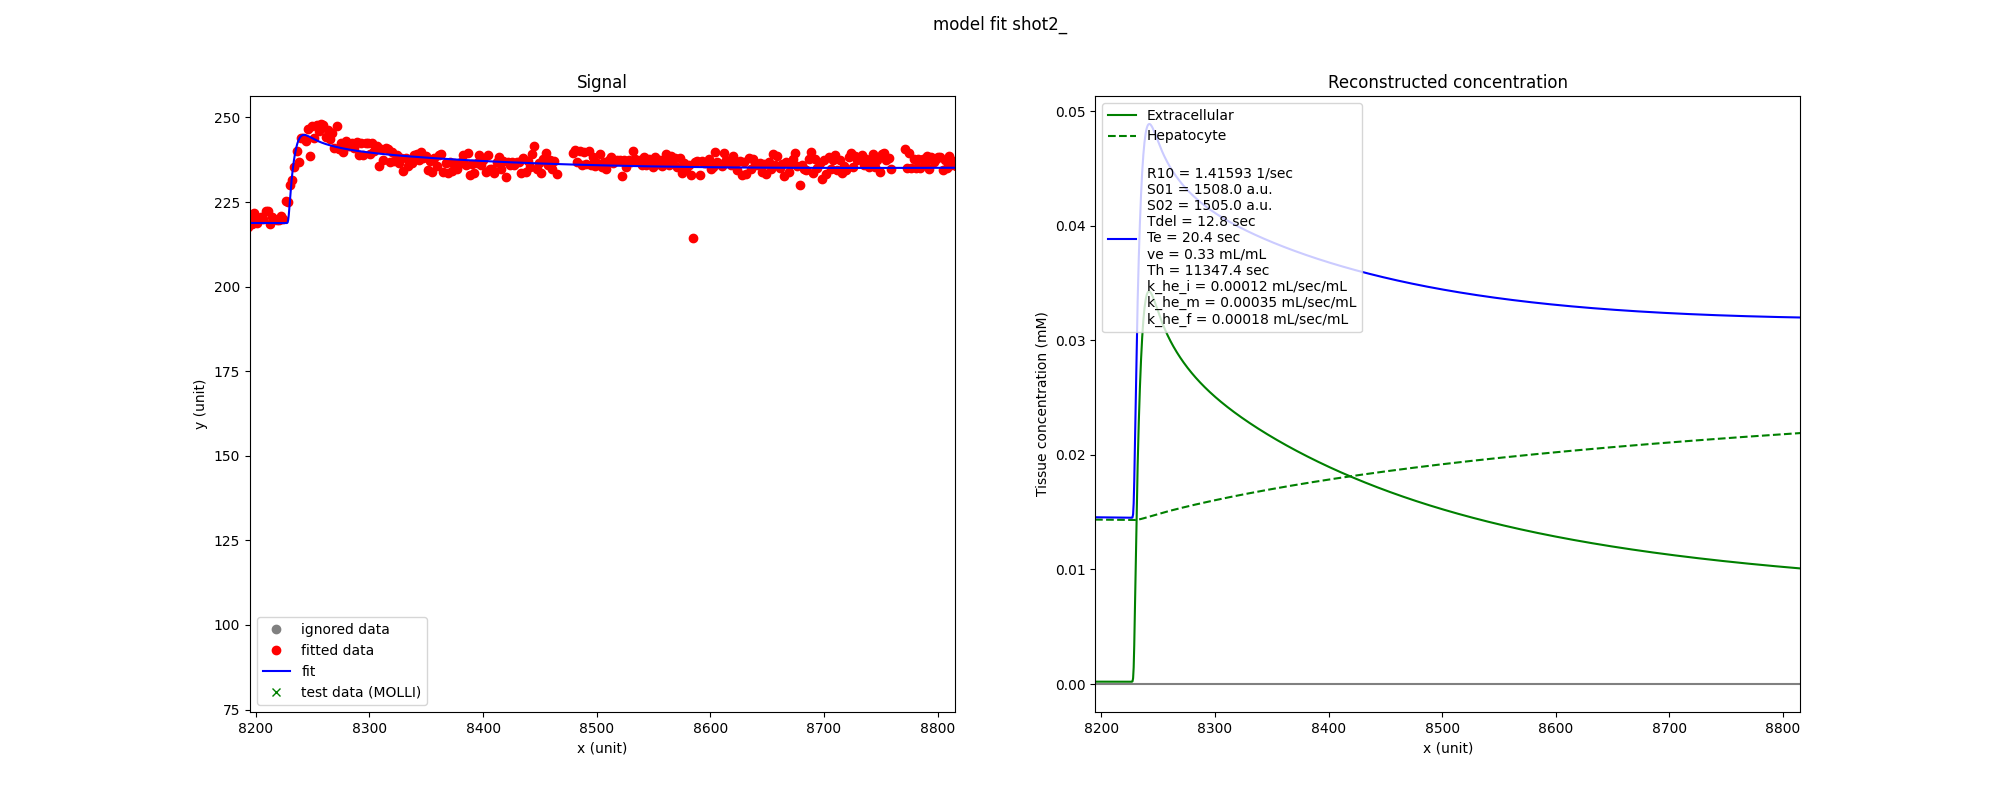 model fit shot2_
Signal
250
225
200
175
150
125
100
75
y (unit)
ignored data
fitted data
fit
test data (MOLLI)
8200 8300 8400 8500 8600 8700 8800
x (unit)
Reconstructed concentration
0.05
0.04
0.03
0.02
0.01
0.00
Tissue concentration (mM)
Extracellular
Hepatocyte
R10 = 1.41593 1/sec
S01 = 1508.0 a.u.
S02 = 1505.0 a.u.
Tdel = 12.8 sec
Te = 20.4 sec
ve = 0.33 mL/mL
Th = 11347.4 sec
k_he_i = 0.00012 mL/sec/mL
k_he_m = 0.00035 mL/sec/mL
k_he_f = 0.00018 mL/sec/mL
8200 8300 8400 8500 8600 8700 8800
x (unit)